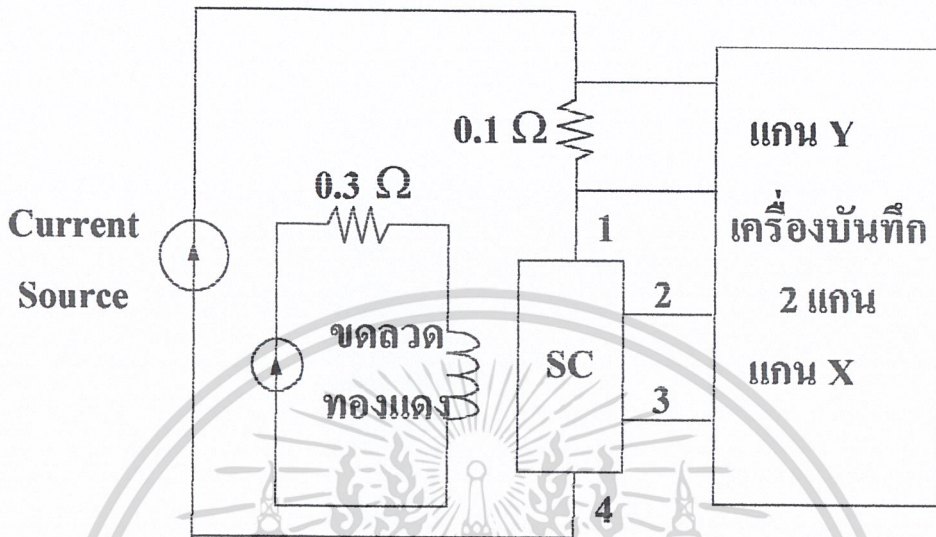 0.1 Ω
แกน Y
0.3 Ω
Current
Source
1
เครื่องบันทึก
2
2 แกน
ขดลวด
ทองแดง
SC
แกน X
3
4